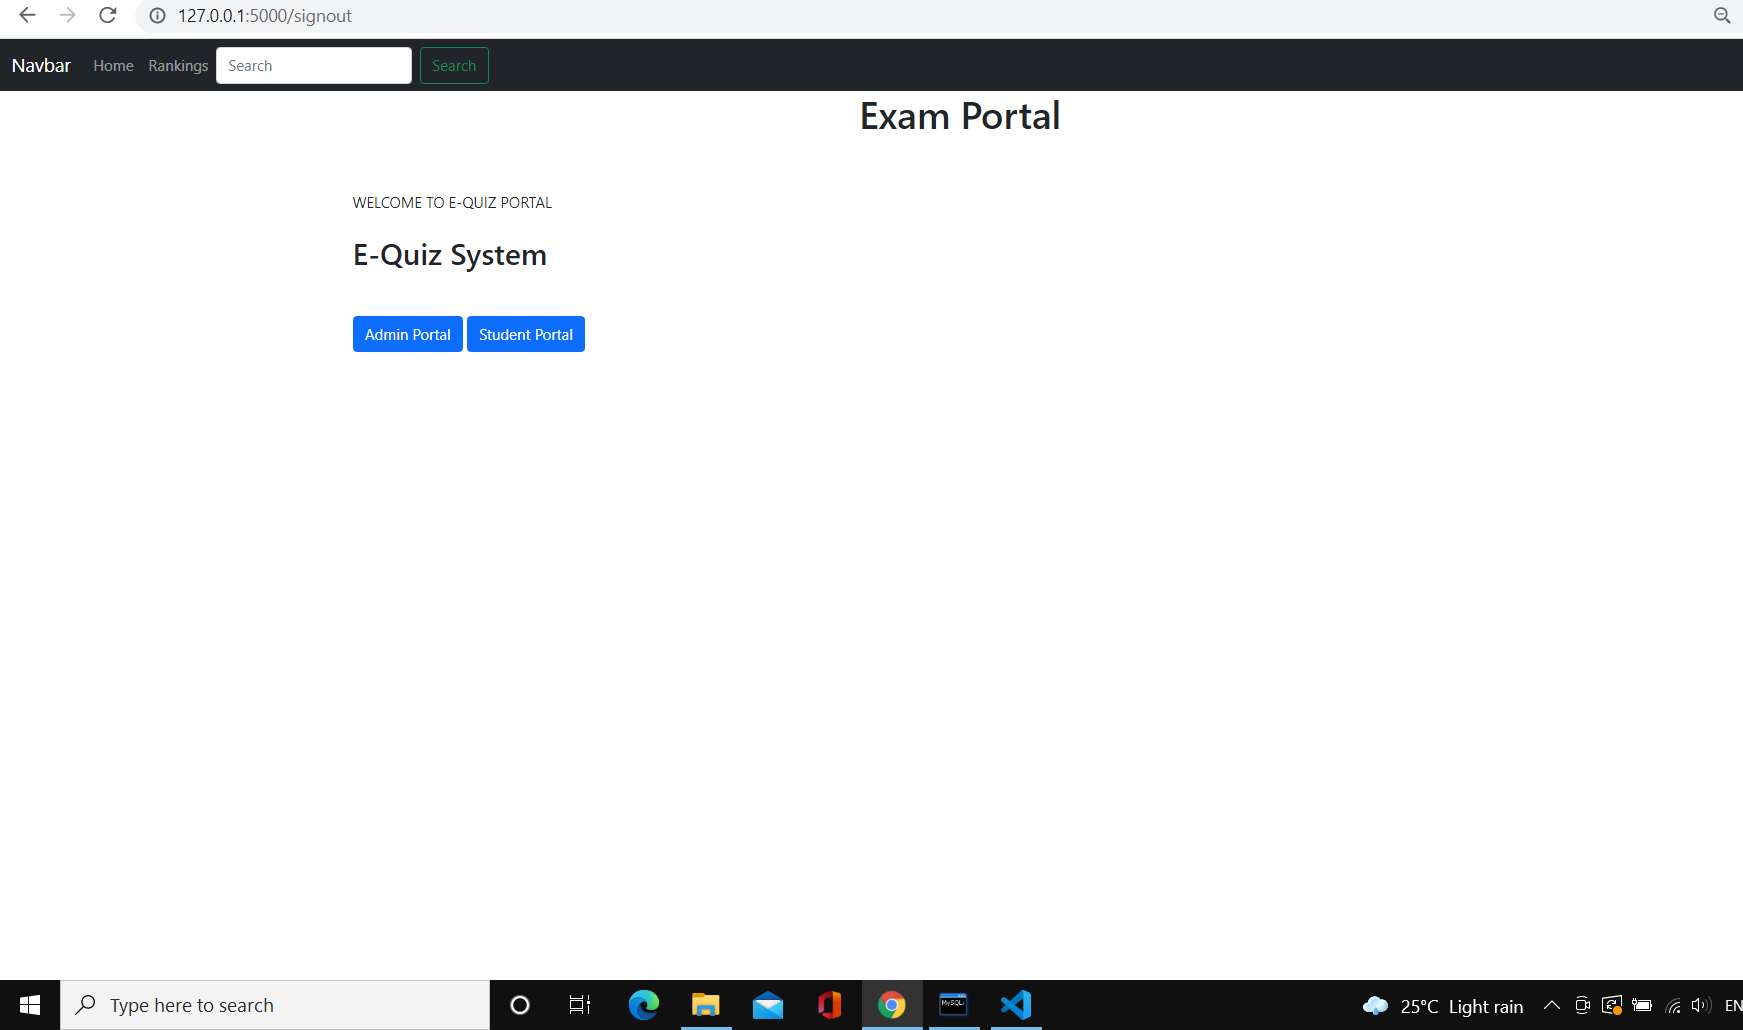 127.0.0.1:5000/signout
Navbar Home Rankings Search Search
Exam Portal
WELCOME TO E-QUIZ PORTAL
E-Quiz System
Admin Portal Student Portal
Type here to search MySQL 25°C Light rain EN